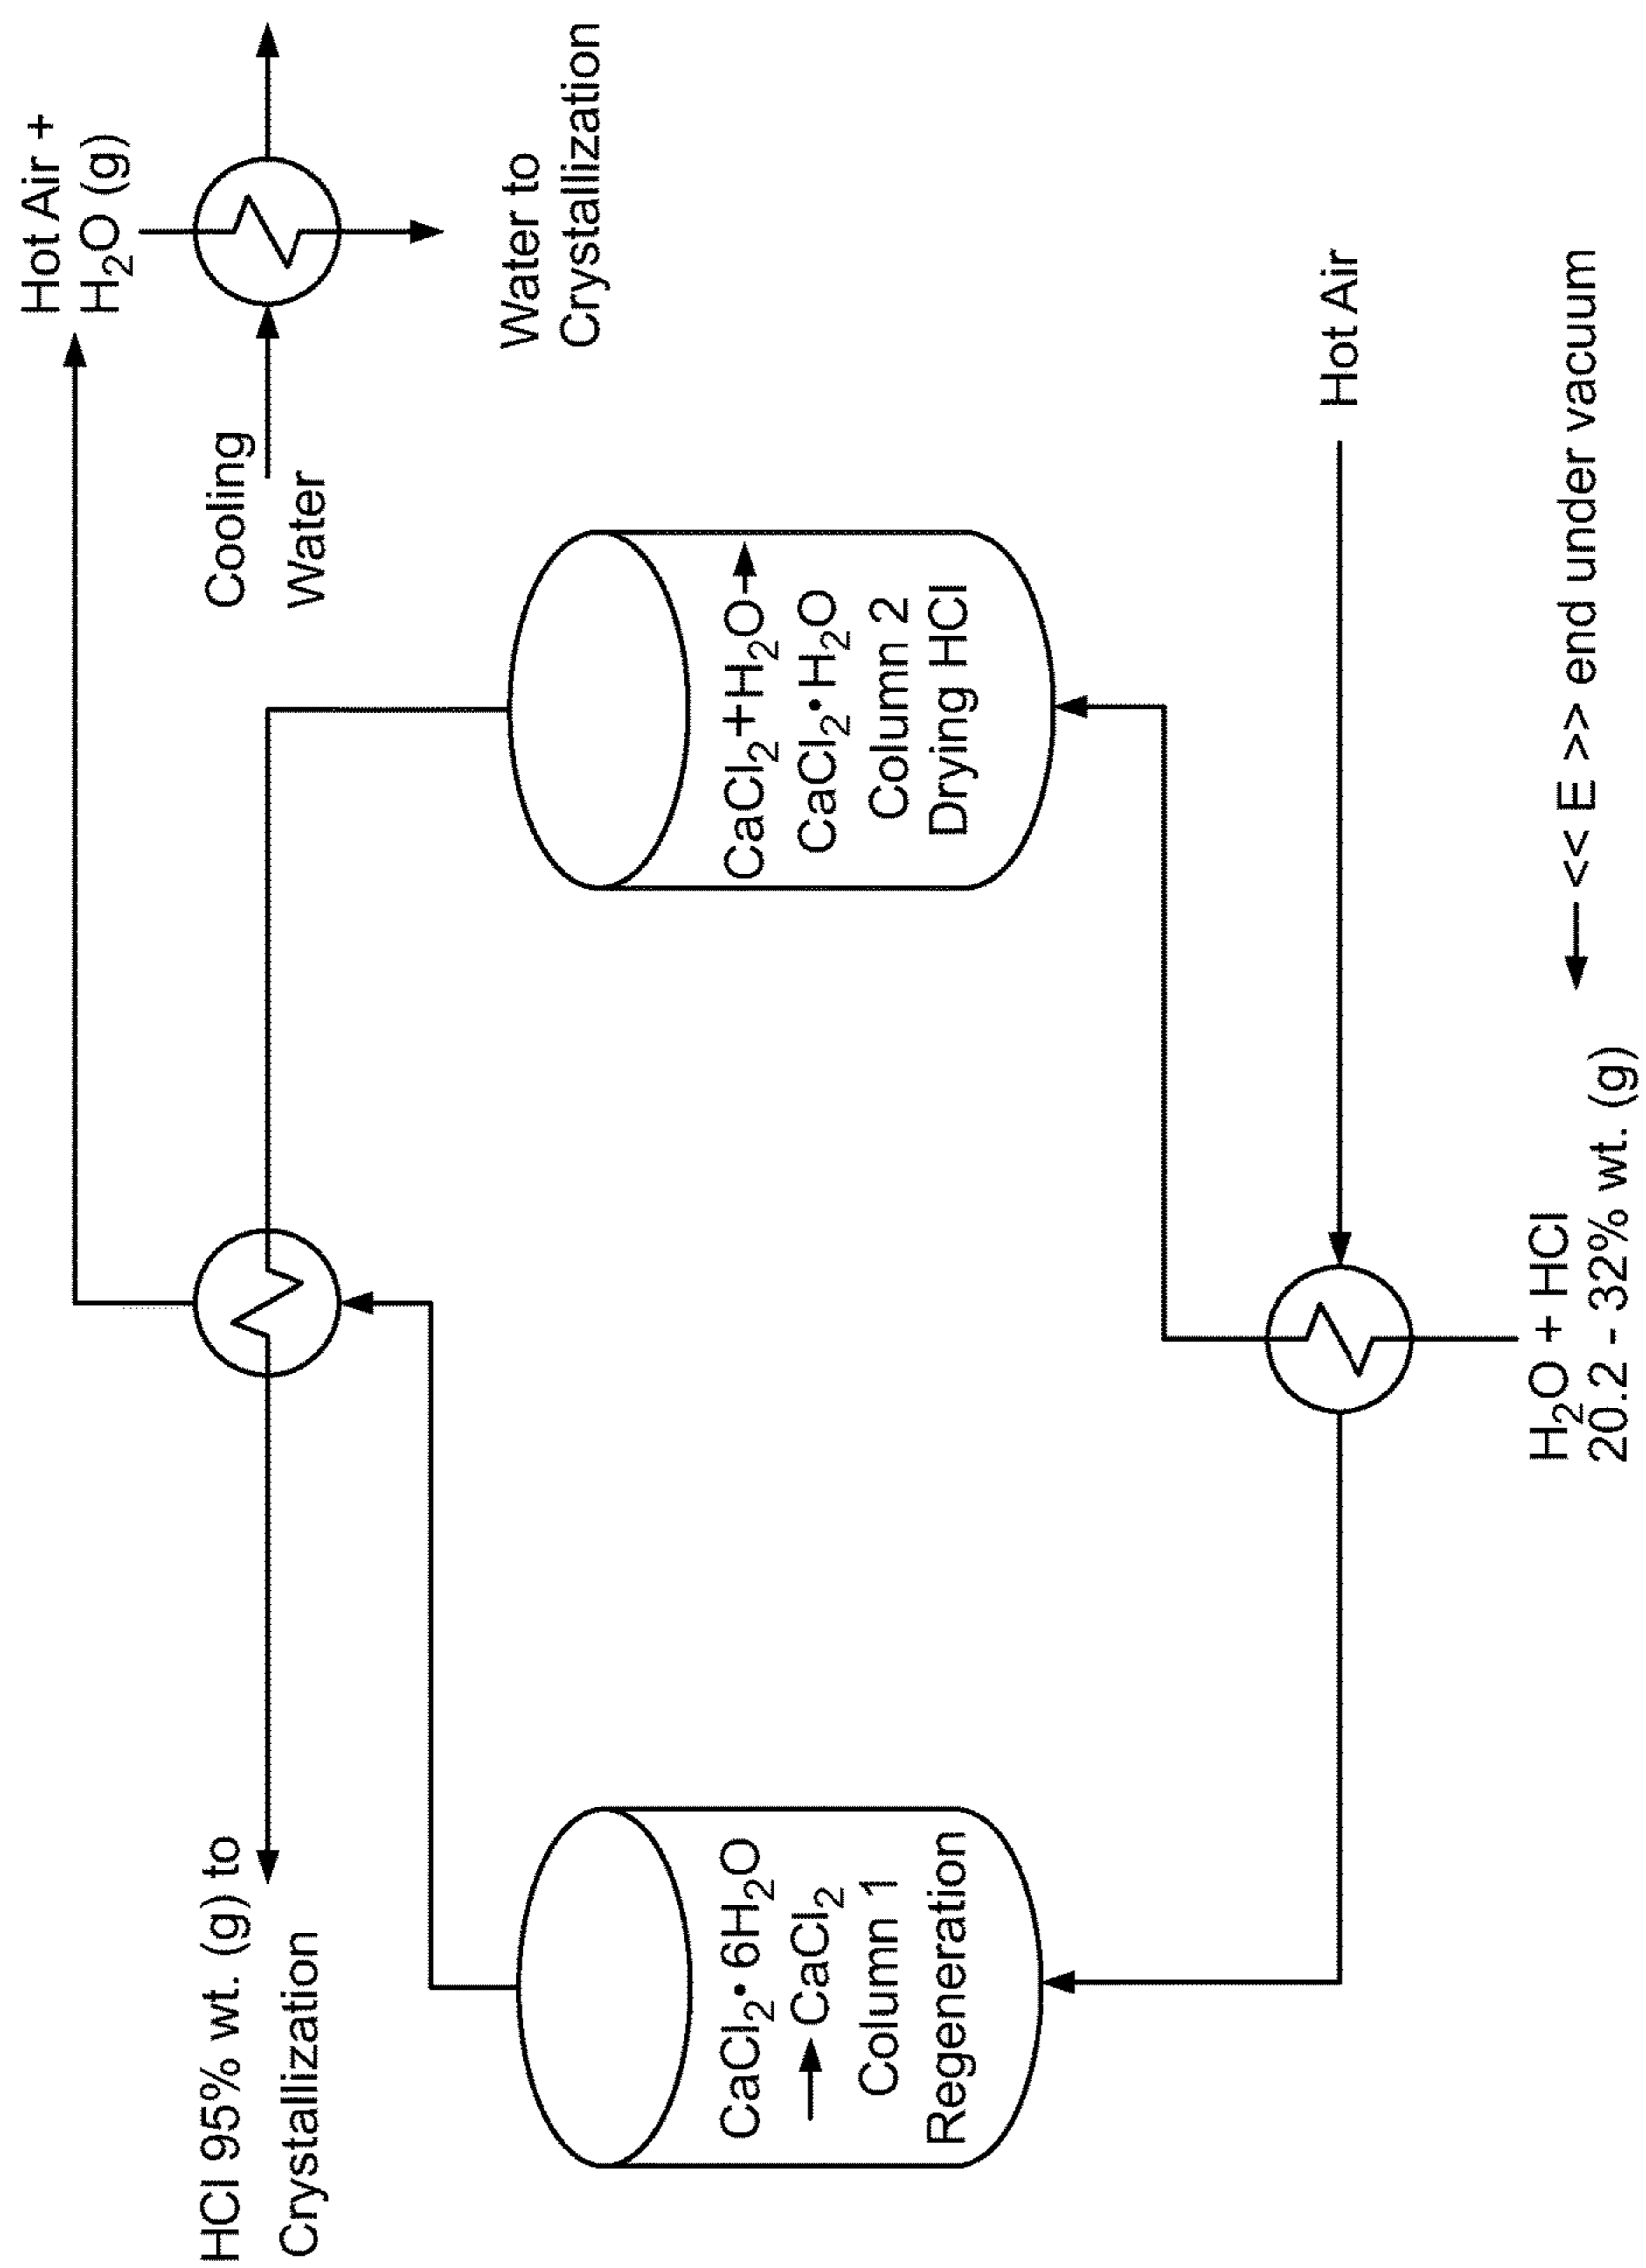 HCl 95% wt. (g) to
Crystallization
Hot Air +
H₂O (g)
Cooling
Water
Water to
Crystallization
CaCl₂•6H₂O
→ CaCl₂
Column 1
Regeneration
CaCl₂+H₂O→
CaCl₂•H₂O
Column 2
Drying HCl
Hot Air
H₂O + HCl
20.2 - 32% wt. (g)
← << E >> end under vacuum